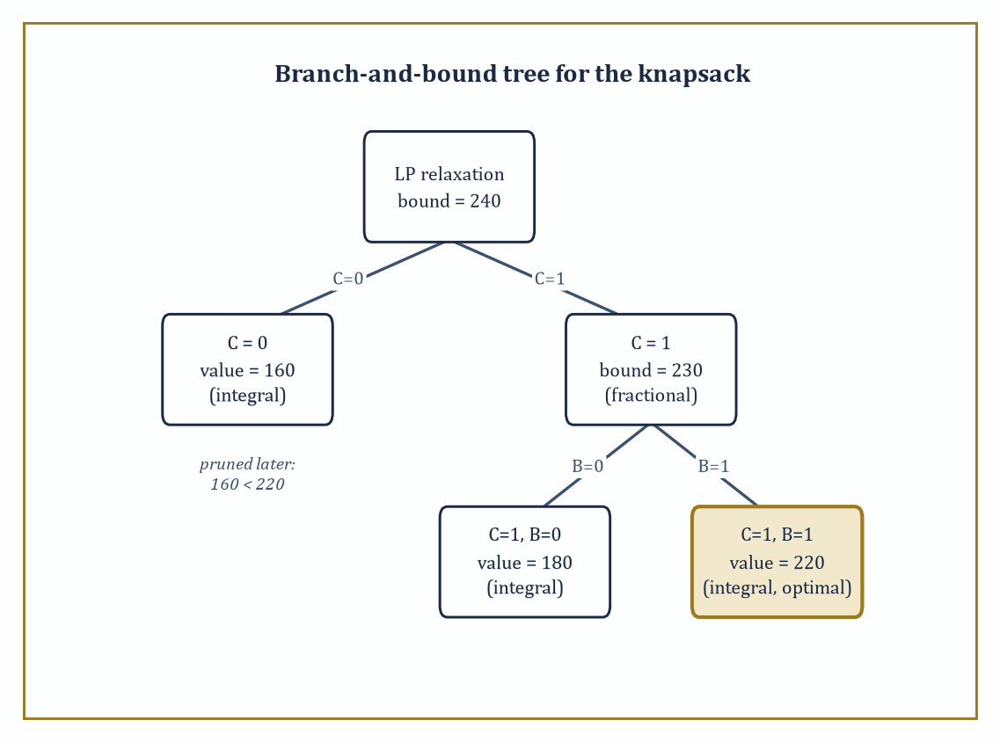 Branch-and-bound tree for the knapsack
LP relaxation
bound = 240
C=0
C=1
C = 0
value = 160
(integral)
C = 1
bound = 230
(fractional)
pruned later:
160 < 220
B=0
B=1
C=1, B=0
value = 180
(integral)
C=1, B=1
value = 220
(integral, optimal)